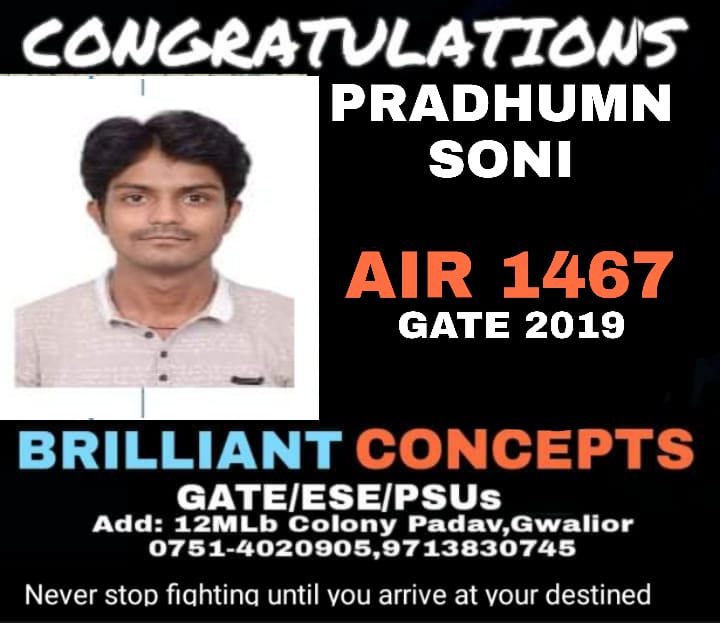 CONGRATULATIONS
PRADHUMN
SONI
AIR 1467
GATE 2019
BRILLIANT CONCEPTS
GATE/ESE/PSUs
Add: 12MLb Colony Padav,Gwalior
0751-4020905,9713830745
Never stop fighting until you arrive at your destined